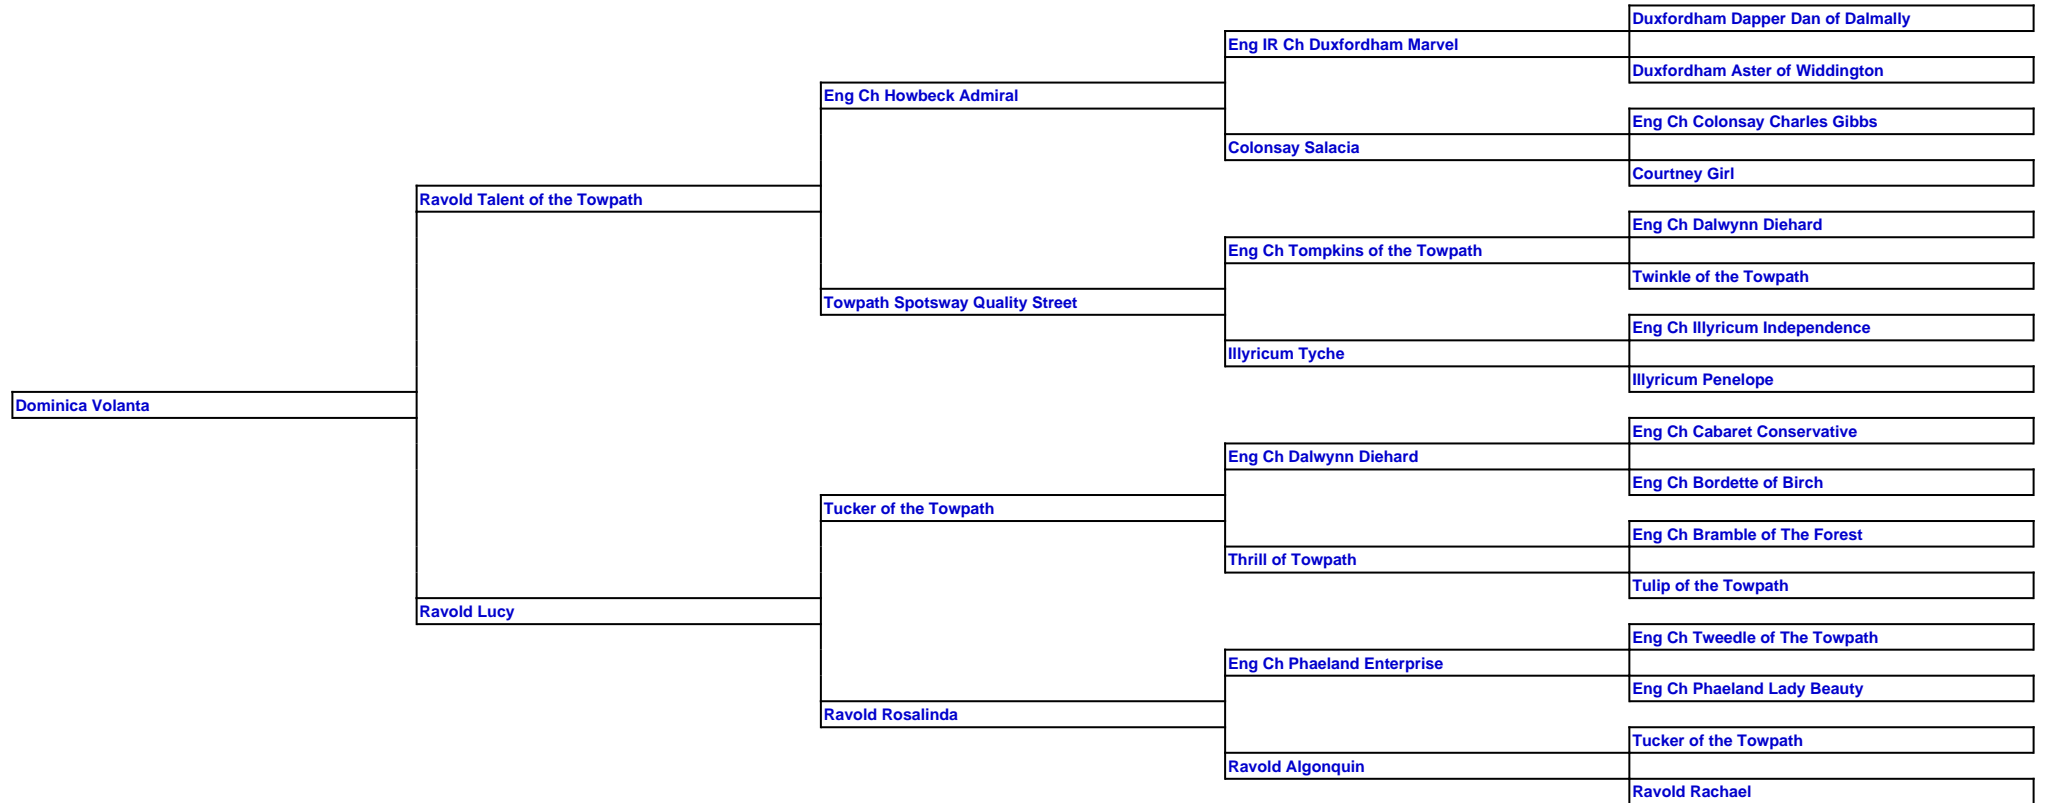 Duxfordham Dapper Dan of Dalmally
Eng IR Ch Duxfordham Marvel
Duxfordham Aster of Widdington
Eng Ch Howbeck Admiral
Eng Ch Colonsay Charles Gibbs
Colonsay Salacia
Courtney Girl
Ravold Talent of the Towpath
Eng Ch Dalwynn Diehard
Eng Ch Tompkins of the Towpath
Twinkle of the Towpath
Towpath Spotsway Quality Street
Eng Ch Illyricum Independence
Illyricum Tyche
Illyricum Penelope
Dominica Volanta
Eng Ch Cabaret Conservative
Eng Ch Dalwynn Diehard
Eng Ch Bordette of Birch
Tucker of the Towpath
Eng Ch Bramble of The Forest
Thrill of Towpath
Tulip of the Towpath
Ravold Lucy
Eng Ch Tweedle of The Towpath
Eng Ch Phaeland Enterprise
Eng Ch Phaeland Lady Beauty
Ravold Rosalinda
Tucker of the Towpath
Ravold Algonquin
Ravold Rachael